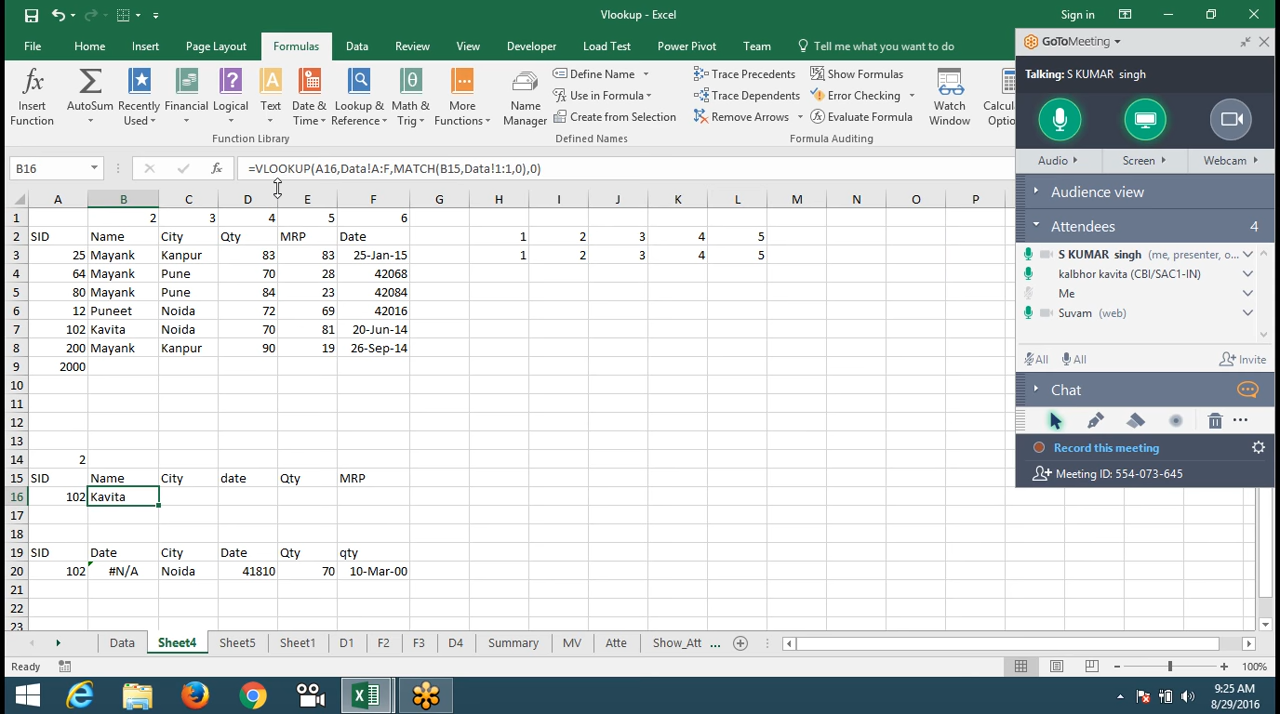 Vlookup - Excel
Sign in
File Home Insert Page Layout Formulas Data Review View Developer Load Test Power Pivot Team Tell me what you want to do
Insert Function
AutoSum
Recently Used
Financial
Logical
Text
Date & Time
Lookup & Reference
Math & Trig
More Functions
Function Library
Name Manager
Define Name
Use in Formula
Create from Selection
Defined Names
Trace Precedents
Trace Dependents
Remove Arrows
Show Formulas
Error Checking
Evaluate Formula
Formula Auditing
Watch Window
B16 fx =VLOOKUP(A16,Data!A:F,MATCH(B15,Data!1:1,0),0)
A B C D E F G H I J K L M N O P
1 2 3 4 5 6
2 SID Name City Qty MRP Date 1 2 3 4 5
3 25 Mayank Kanpur 83 83 25-Jan-15 1 2 3 4 5
4 64 Mayank Pune 70 28 42068
5 80 Mayank Pune 84 23 42084
6 12 Puneet Noida 72 69 42016
7 102 Kavita Noida 70 81 20-Jun-14
8 200 Mayank Kanpur 90 19 26-Sep-14
9 2000
10
11
12
13
14 2
15 SID Name City date Qty MRP
16 102 Kavita
17
18
19 SID Date City Date Qty qty
20 102 #N/A Noida 41810 70 10-Mar-00
21
22
23
Data Sheet4 Sheet5 Sheet1 D1 F2 F3 D4 Summary MV Atte Show_Att ...
Ready
100%
9:25 AM
8/29/2016
GoToMeeting
Talking: S KUMAR singh
Audio Screen Webcam
Audience view
Attendees 4
S KUMAR singh (me, presenter, o...
kalbhor kavita (CBI/SAC1-IN)
Me
Suvam (web)
All All Invite
Chat
Record this meeting
Meeting ID: 554-073-645